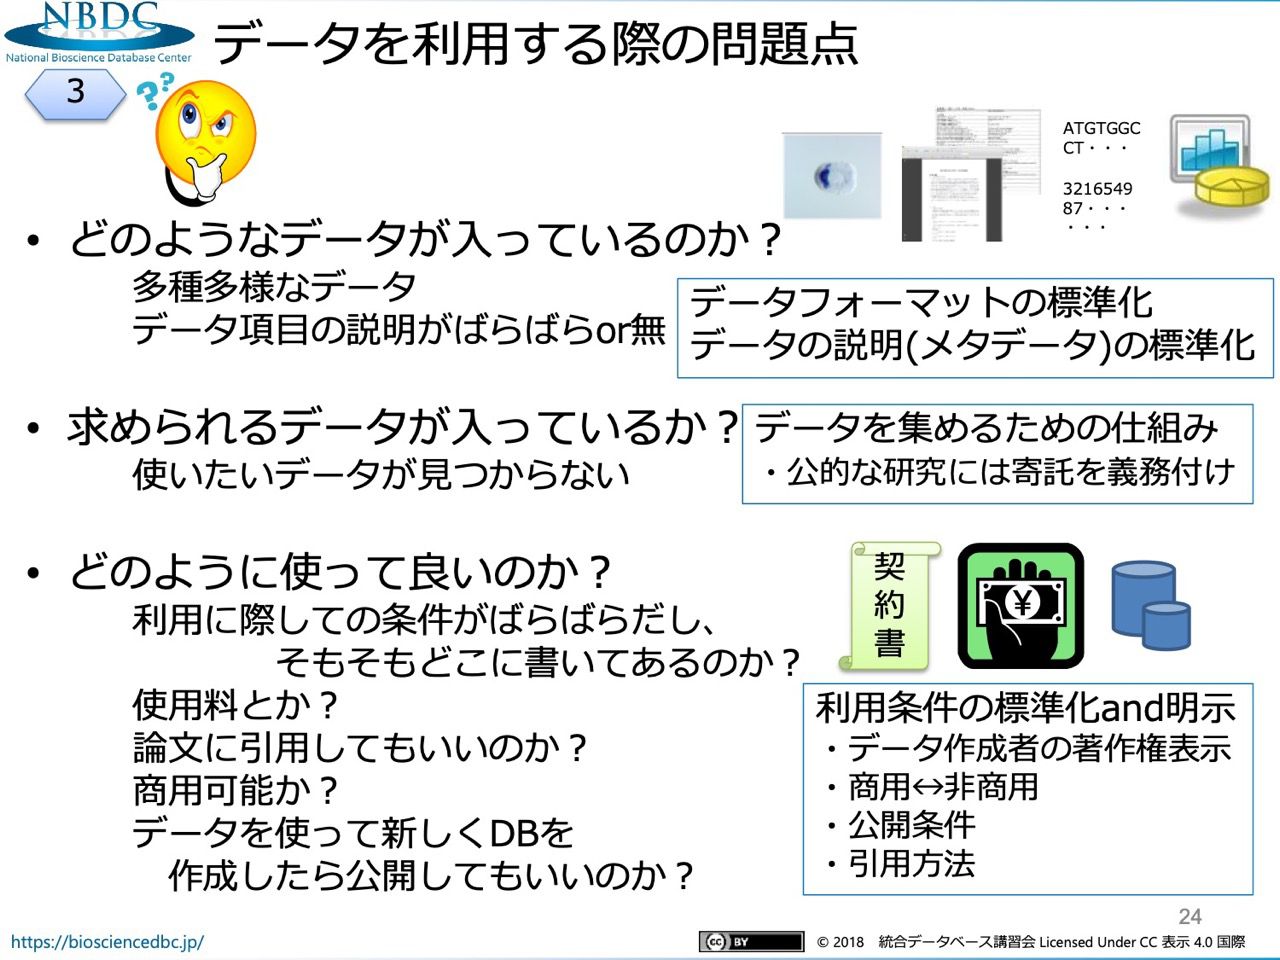 NBDC
National Bioscience Database Center
データを利用する際の問題点
3
??
ATGTGGC
CT・・・
3216549
87・・・
・・・
• どのようなデータが入っているのか？
多種多様なデータ
データ項目の説明がばらばらor無
データフォーマットの標準化
データの説明(メタデータ)の標準化
• 求められるデータが入っているか？
使いたいデータが見つからない
データを集めるための仕組み
・公的な研究には寄託を義務付け
• どのように使って良いのか？
利用に際しての条件がばらばらだし、
そもそもどこに書いてあるのか？
使用料とか？
論文に引用してもいいのか？
商用可能か？
データを使って新しくDBを
作成したら公開してもいいのか？
契
約
書
¥
利用条件の標準化and明示
・データ作成者の著作権表示
・商用↔非商用
・公開条件
・引用方法
24
https://biosciencedbc.jp/
cc BY
© 2018 統合データベース講習会 Licensed Under CC 表示 4.0 国際